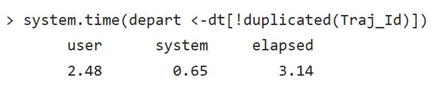 > system.time(depart <-dt[!duplicated(Traj_Id)])
user system elapsed
2.48 0.65 3.14